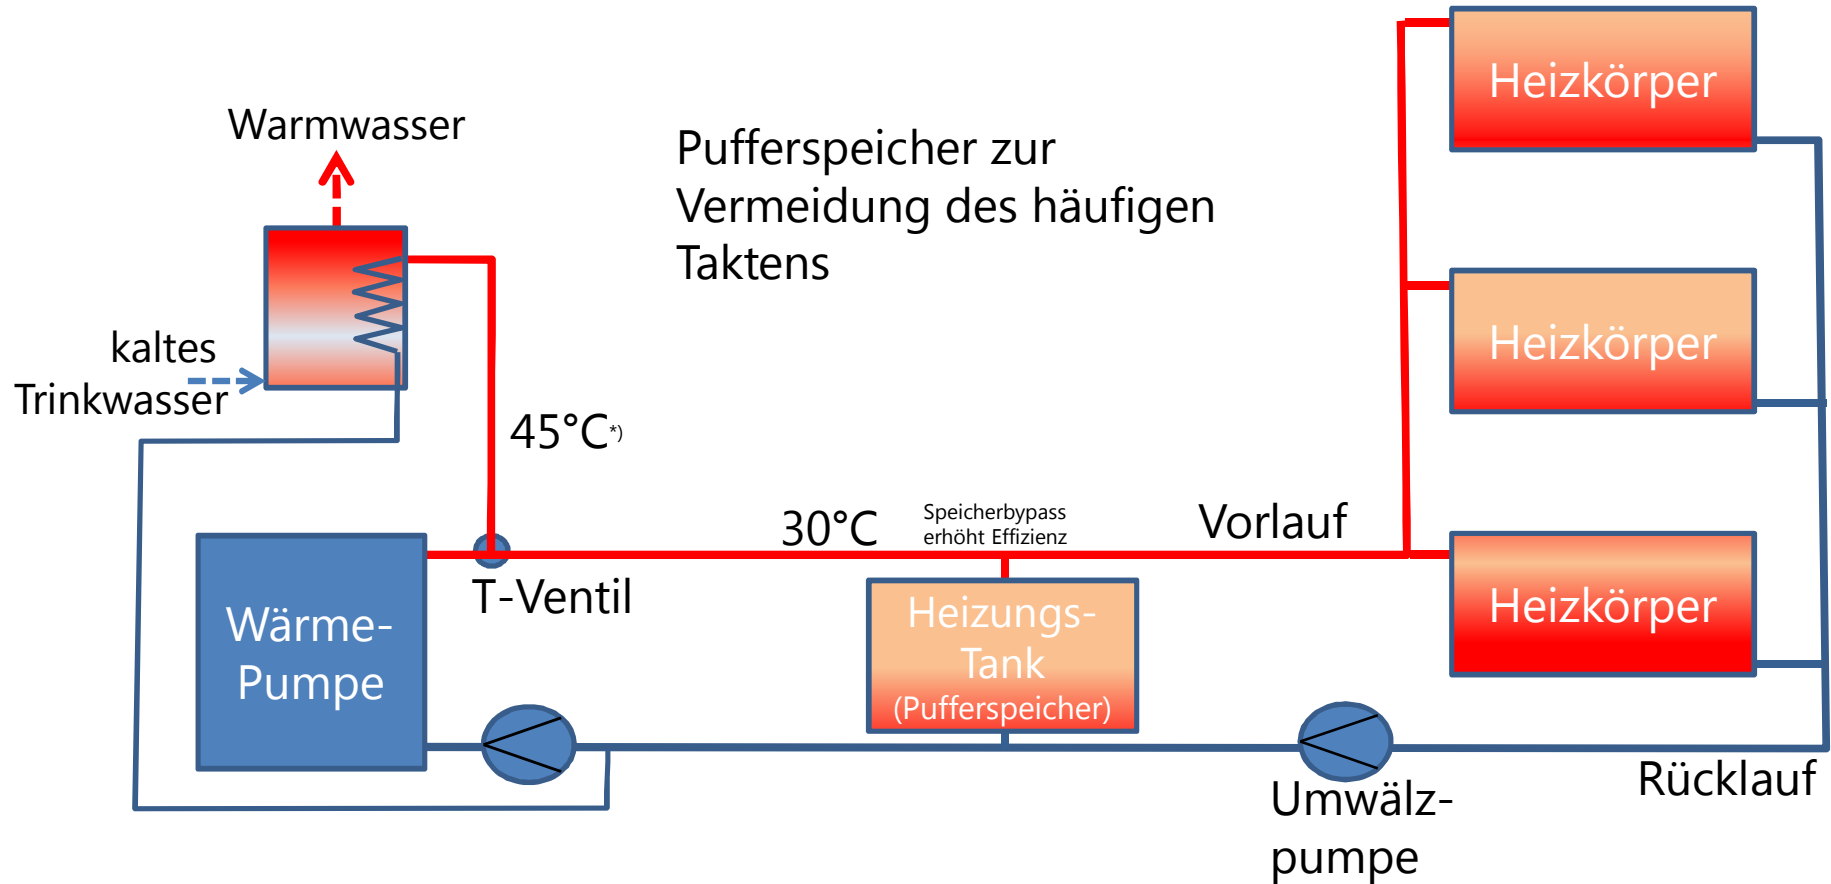 Heizkörper
Warmwasser
Pufferspeicher zur
Vermeidung des häufigen
Taktens
kaltes
Trinkwasser
Heizkörper
45°C*)
30°C
Speicherbypass
erhöht Effizienz
Vorlauf
T-Ventil
Wärme-
Pumpe
Heizungs-
Tank
(Pufferspeicher)
Heizkörper
Umwälz-
pumpe
Rücklauf